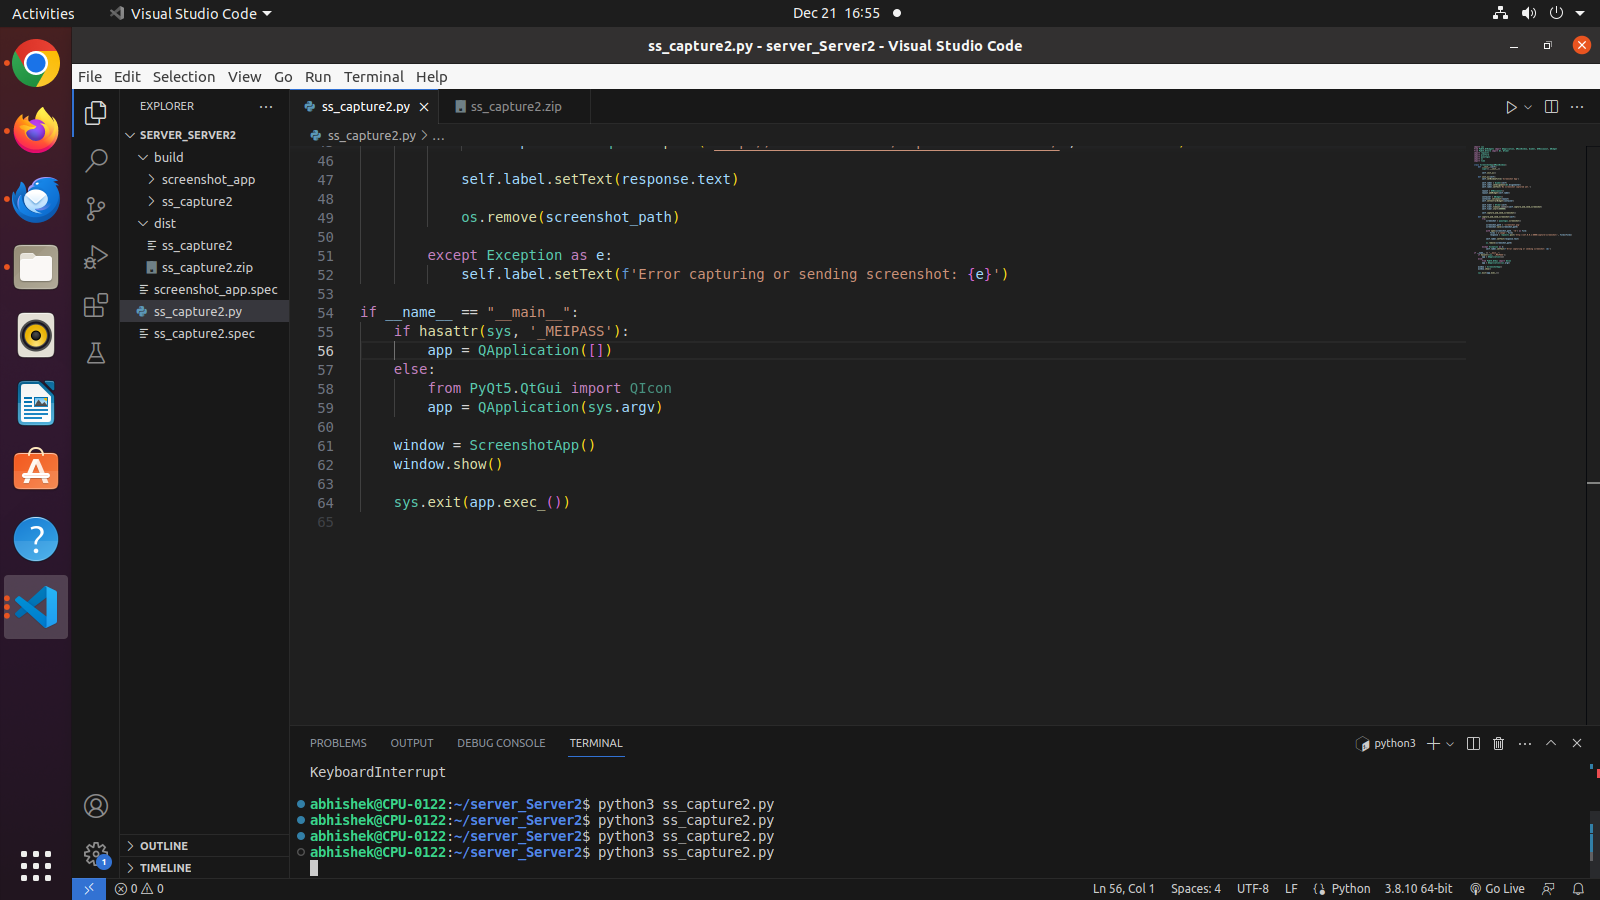 Activities
Visual Studio Code
Dec 21 16:55
ss_capture2.py - server_Server2 - Visual Studio Code
File Edit Selection View Go Run Terminal Help
EXPLORER
SERVER_SERVER2
build
screenshot_app
ss_capture2
dist
ss_capture2
ss_capture2.zip
screenshot_app.spec
ss_capture2.py
ss_capture2.spec
OUTLINE
TIMELINE
ss_capture2.py
ss_capture2.zip
ss_capture2.py > ...
46
47 self.label.setText(response.text)
48
49 os.remove(screenshot_path)
50
51 except Exception as e:
52 self.label.setText(f'Error capturing or sending screenshot: {e}')
53
54 if __name__ == "__main__":
55 if hasattr(sys, '_MEIPASS'):
56 app = QApplication([])
57 else:
58 from PyQt5.QtGui import QIcon
59 app = QApplication(sys.argv)
60
61 window = ScreenshotApp()
62 window.show()
63
64 sys.exit(app.exec_())
65
PROBLEMS OUTPUT DEBUG CONSOLE TERMINAL
python3
KeyboardInterrupt
abhishek@CPU-0122:~/server_Server2$ python3 ss_capture2.py
abhishek@CPU-0122:~/server_Server2$ python3 ss_capture2.py
abhishek@CPU-0122:~/server_Server2$ python3 ss_capture2.py
abhishek@CPU-0122:~/server_Server2$ python3 ss_capture2.py
1
0 0
Ln 56, Col 1 Spaces: 4 UTF-8 LF Python 3.8.10 64-bit Go Live